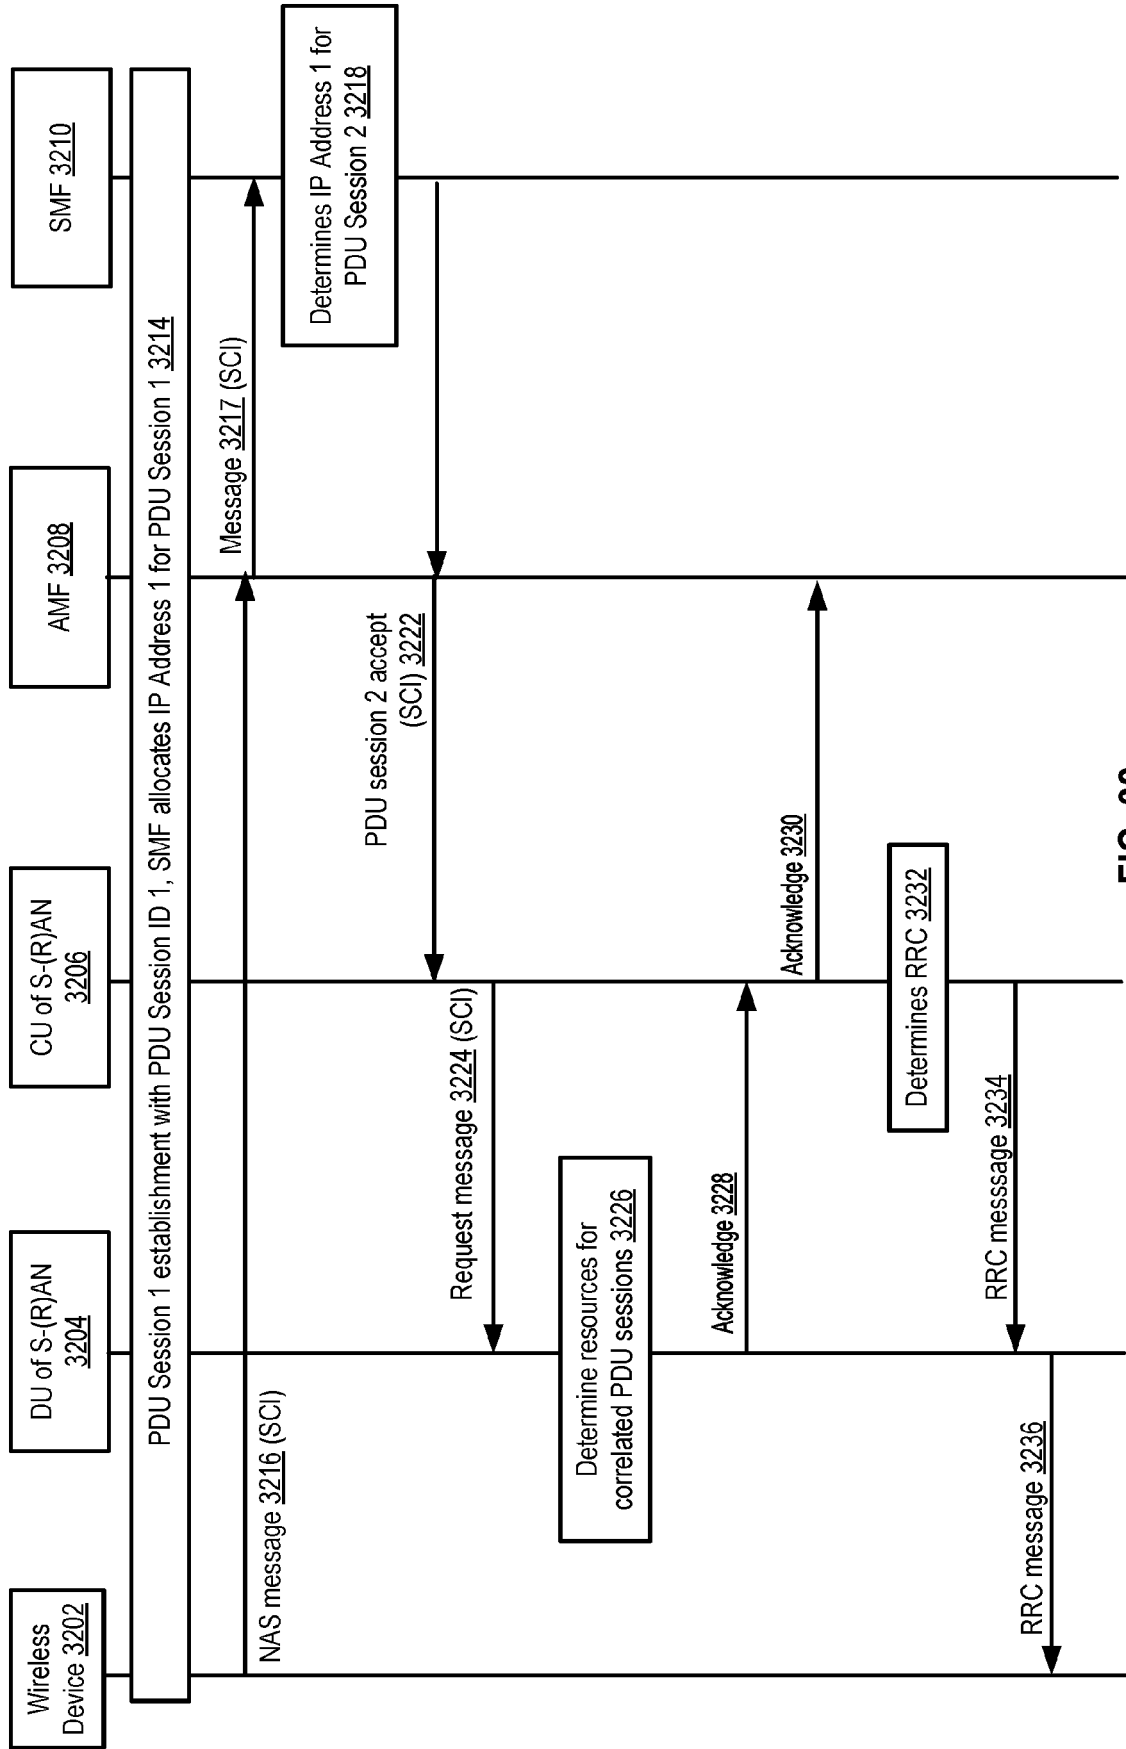 Wireless
Device 3202
DU of S-(R)AN
3204
CU of S-(R)AN
3206
AMF 3208
SMF 3210
PDU Session 1 establishment with PDU Session ID 1, SMF allocates IP Address 1 for PDU Session 1 3214
NAS message 3216 (SCI)
Message 3217 (SCI)
Determines IP Address 1 for
PDU Session 2 3218
PDU session 2 accept
(SCI) 3222
Request message 3224 (SCI)
Determine resources for
correlated PDU sessions 3226
Acknowledge 3228
Acknowledge 3230
Determines RRC 3232
RRC messsage 3234
RRC message 3236
FIG.